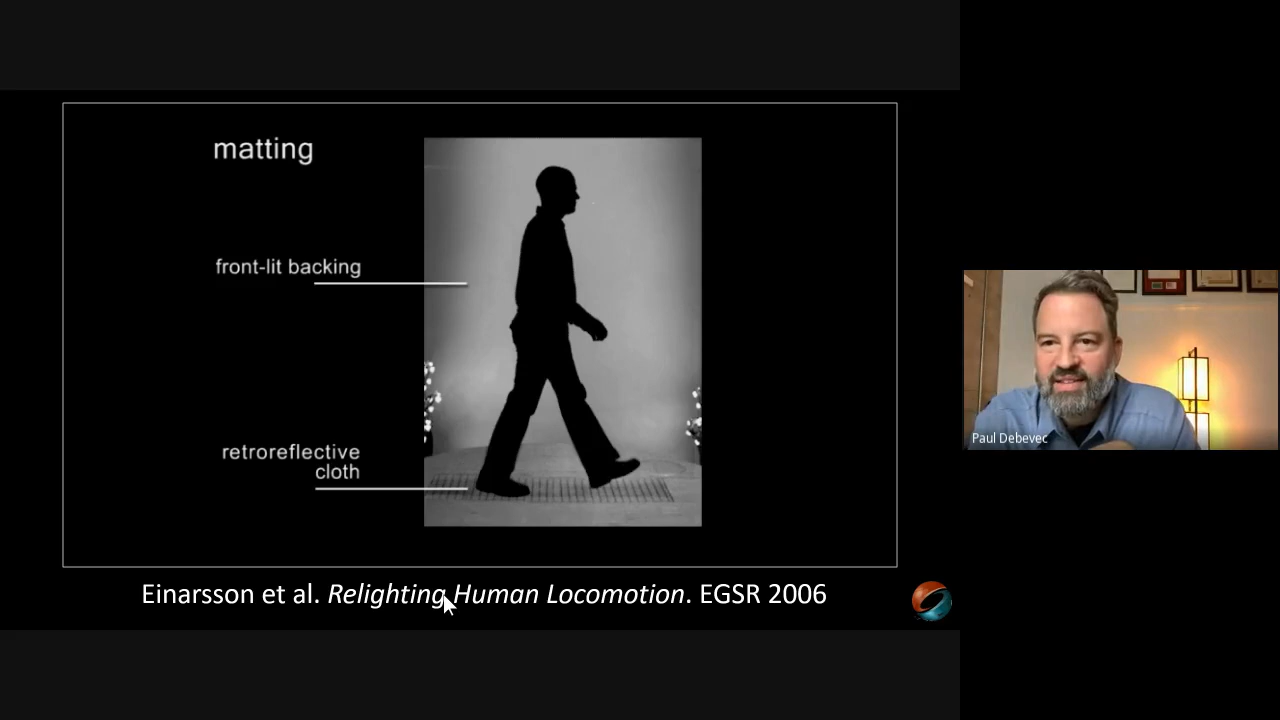 matting
front-lit backing
retroreflective
cloth
Einarsson et al. Relighting Human Locomotion. EGSR 2006
Paul Debevec